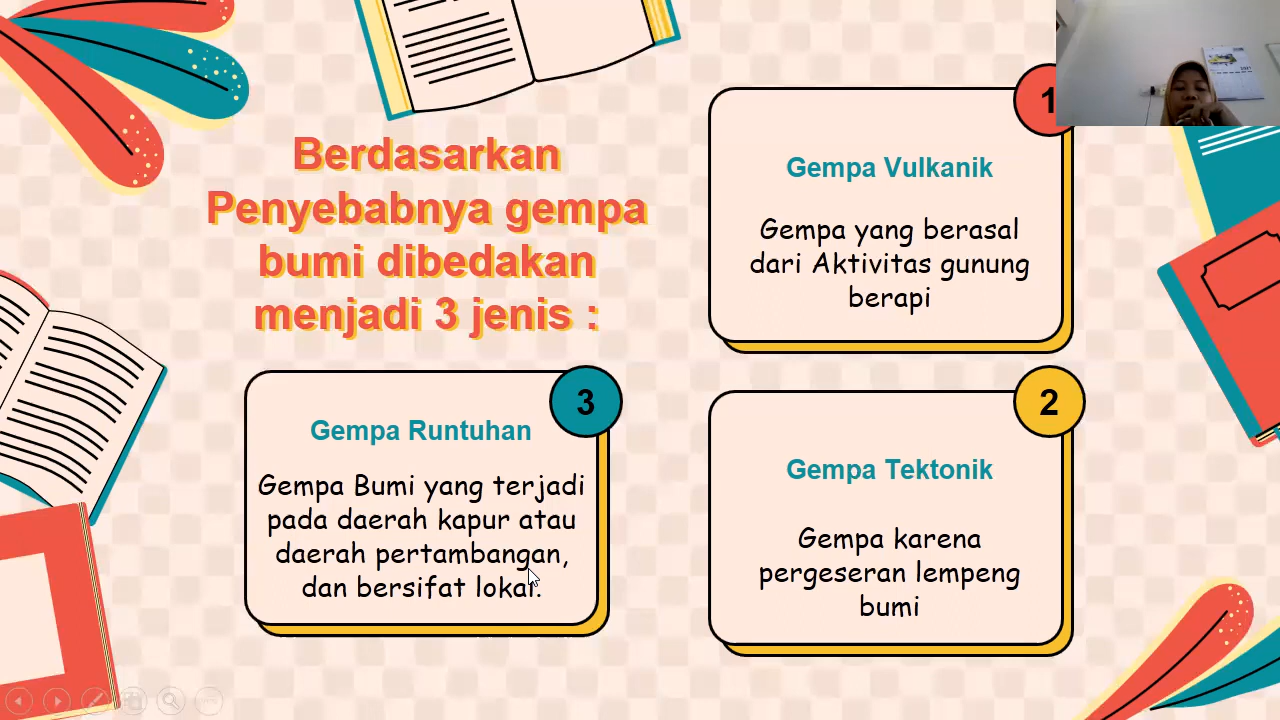 Berdasarkan
Penyebabnya gempa
bumi dibedakan
menjadi 3 jenis :
1
Gempa Vulkanik
Gempa yang berasal
dari Aktivitas gunung
berapi
2
Gempa Tektonik
Gempa karena
pergeseran lempeng
bumi
3
Gempa Runtuhan
Gempa Bumi yang terjadi
pada daerah kapur atau
daerah pertambangan,
dan bersifat lokal.